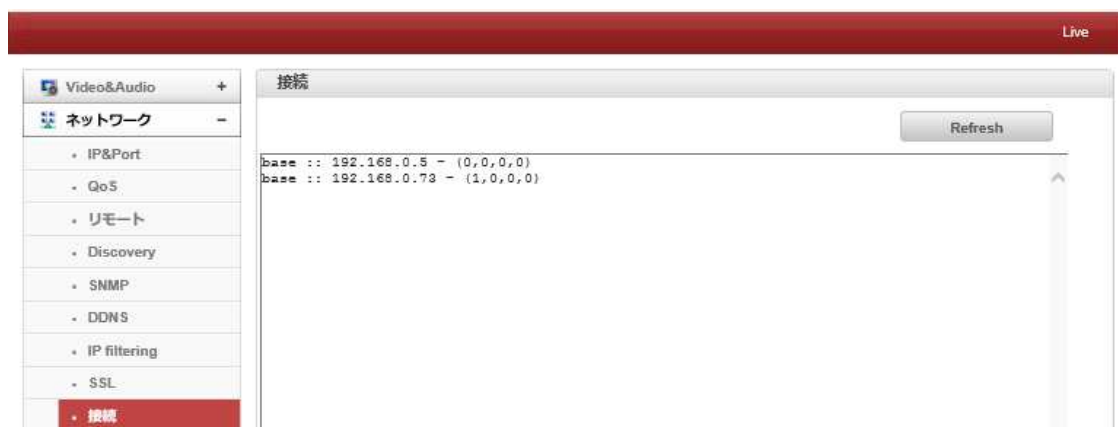 Live
Video&Audio +
ネットワーク -
IP&Port
QoS
リモート
Discovery
SNMP
DDNS
IP filtering
SSL
接続
接続
Refresh
base :: 192.168.0.5 - (0,0,0,0)
base :: 192.168.0.73 - (1,0,0,0)